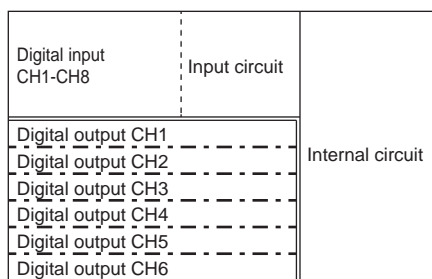 Digital input
CH1-CH8
Input circuit
Digital output CH1
Digital output CH2
Digital output CH3
Digital output CH4
Digital output CH5
Digital output CH6
Internal circuit